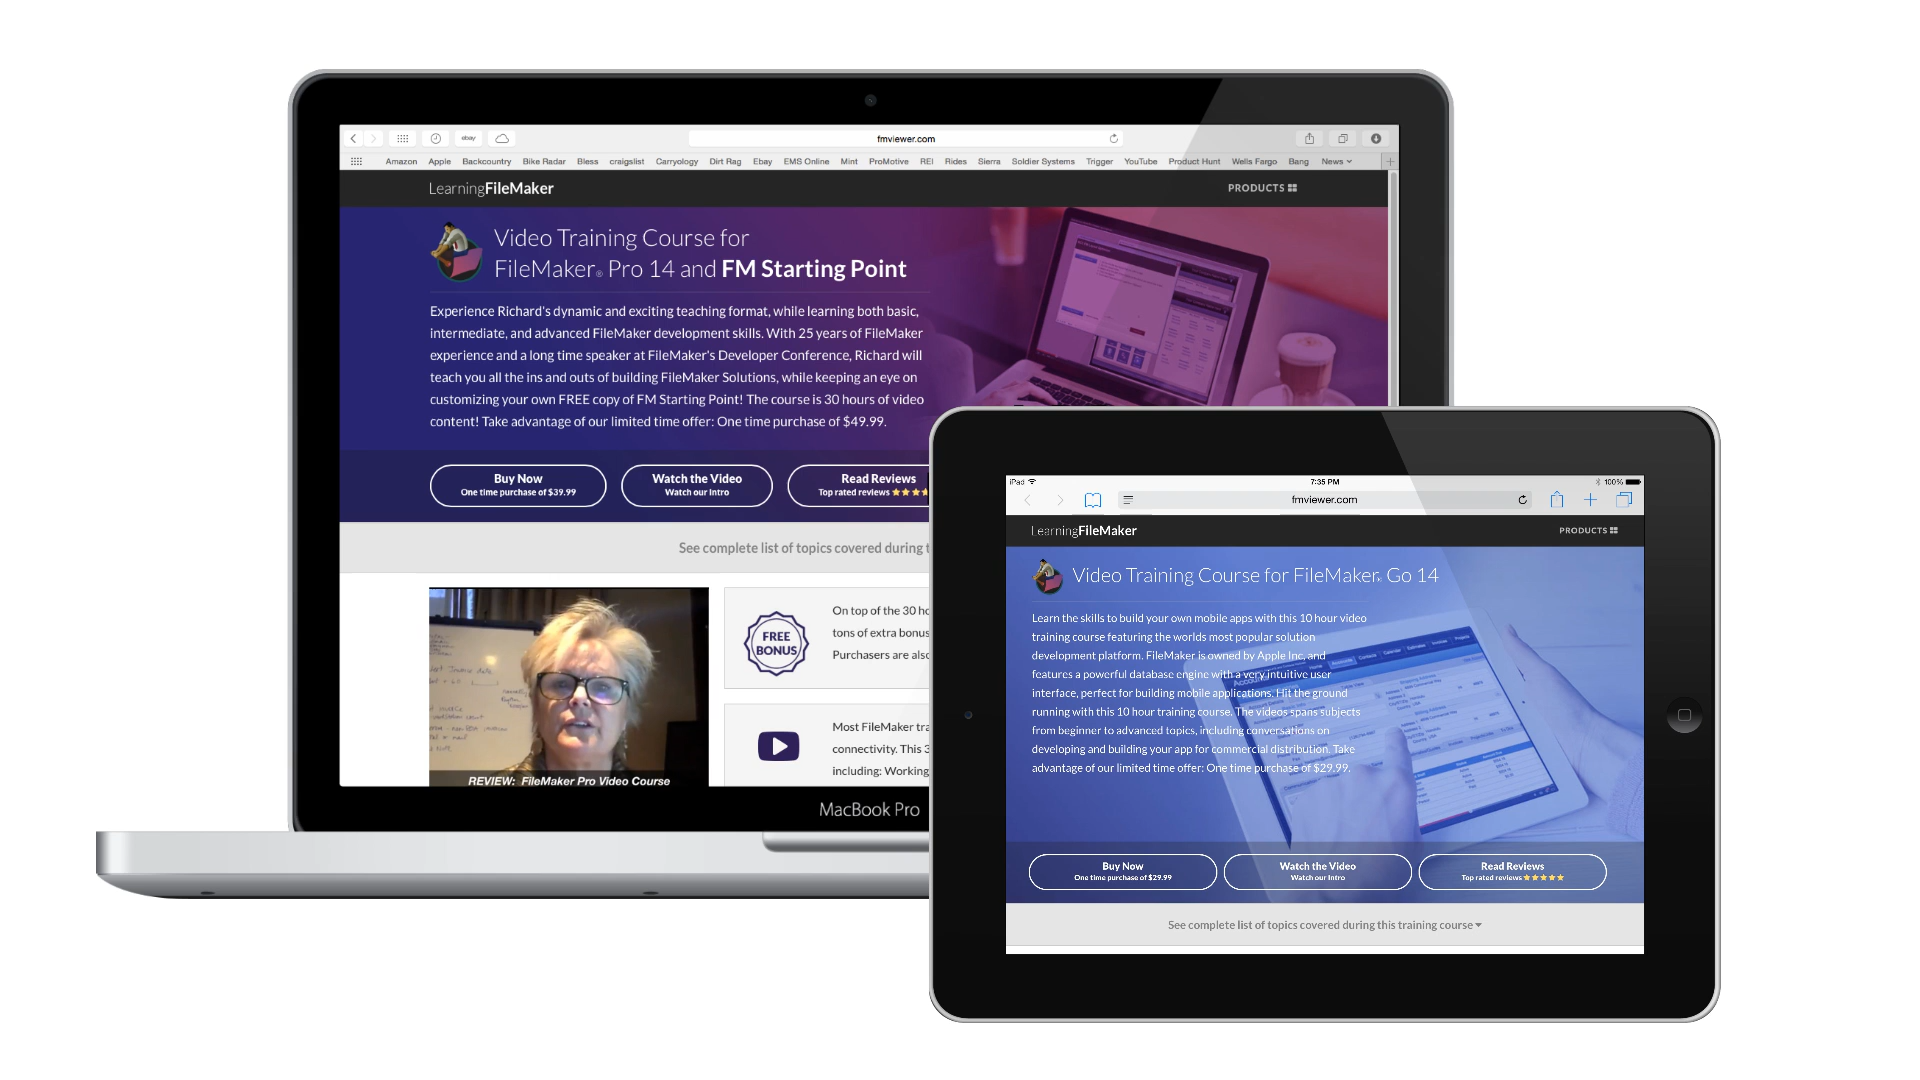 ebay
fmviewer.com
Amazon Apple Backcountry Bike Radar Bless craigslist Carryology Dirt Rag Ebay EMS Online Mint ProMotive REI Rides Sierra Soldier Systems Trigger YouTube Product Hunt Wells Fargo Bang News
LearningFileMaker
PRODUCTS
Video Training Course for
FileMaker® Pro 14 and FM Starting Point
Experience Richard's dynamic and exciting teaching format, while learning both basic,
intermediate, and advanced FileMaker development skills. With 25 years of FileMaker
experience and a long time speaker at FileMaker's Developer Conference, Richard will
teach you all the ins and outs of building FileMaker Solutions, while keeping an eye on
customizing your own FREE copy of FM Starting Point! The course is 30 hours of video
content! Take advantage of our limited time offer: One time purchase of $49.99.
Buy Now
One time purchase of $39.99
Watch the Video
Watch our Intro
Read Reviews
Top rated reviews
See complete list of topics covered during t
REVIEW: FileMaker Pro Video Course
FREE
BONUS
On top of the 30 ho
tons of extra bonus
Purchasers are also
Most FileMaker tra
connectivity. This 3
including: Working
MacBook Pro
iPad
7:35 PM
100%
fmviewer.com
LearningFileMaker
PRODUCTS
Video Training Course for FileMaker® Go 14
Learn the skills to build your own mobile apps with this 10 hour video
training course featuring the worlds most popular solution
development platform. FileMaker is owned by Apple Inc, and
features a powerful database engine with a very intuitive user
interface, perfect for building mobile applications. Hit the ground
running with this 10 hour training course. The videos spans subjects
from beginner to advanced topics, including conversations on
developing and building your app for commercial distribution. Take
advantage of our limited time offer: One time purchase of $29.99.
Buy Now
One time purchase of $29.99
Watch the Video
Watch our Intro
Read Reviews
Top rated reviews
See complete list of topics covered during this training course